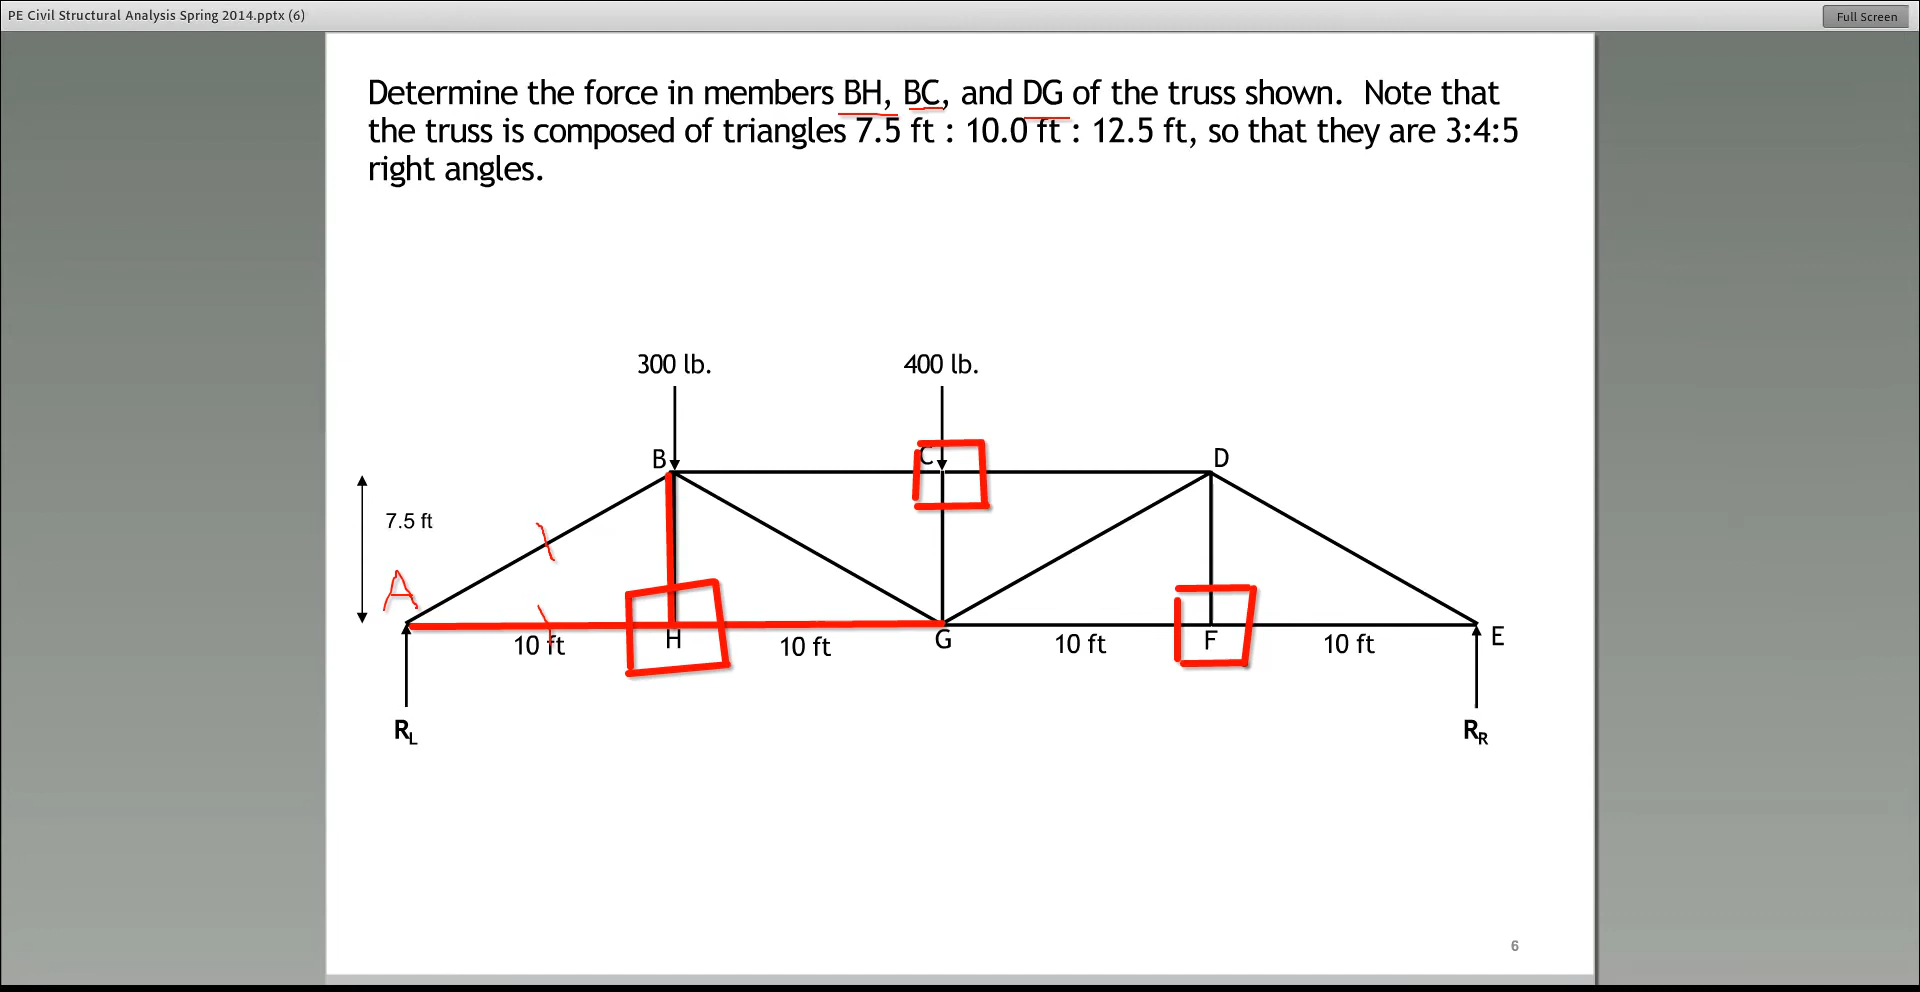 PE Civil Structural Analysis Spring 2014.pptx (6)
Full Screen
Determine the force in members BH, BC, and DG of the truss shown. Note that
the truss is composed of triangles 7.5 ft : 10.0 ft : 12.5 ft, so that they are 3:4:5
right angles.
300 lb.
400 lb.
B
C
D
7.5 ft
A
10 ft
H
10 ft
G
10 ft
F
10 ft
E
RL
RR
6